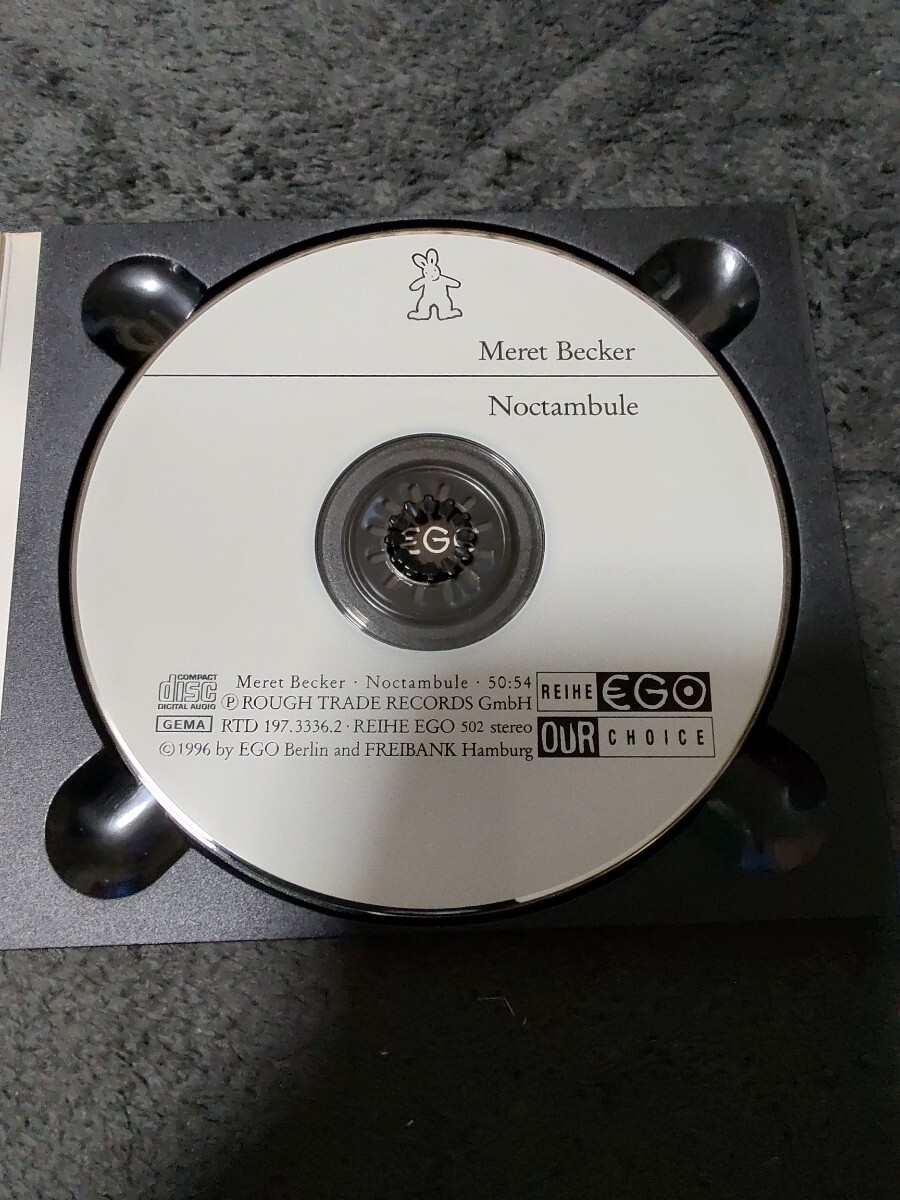 Meret Becker
Noctambule
EGO
COMPACT
disc
DIGITAL AUDIO
Meret Becker · Noctambule · 50:54
Ⓟ ROUGH TRADE RECORDS GmbH
GEMA RTD 197.3336.2 · REIHE EGO 502 stereo
©1996 by EGO Berlin and FREIBANK Hamburg
REIHE EGO
OUR CHOICE